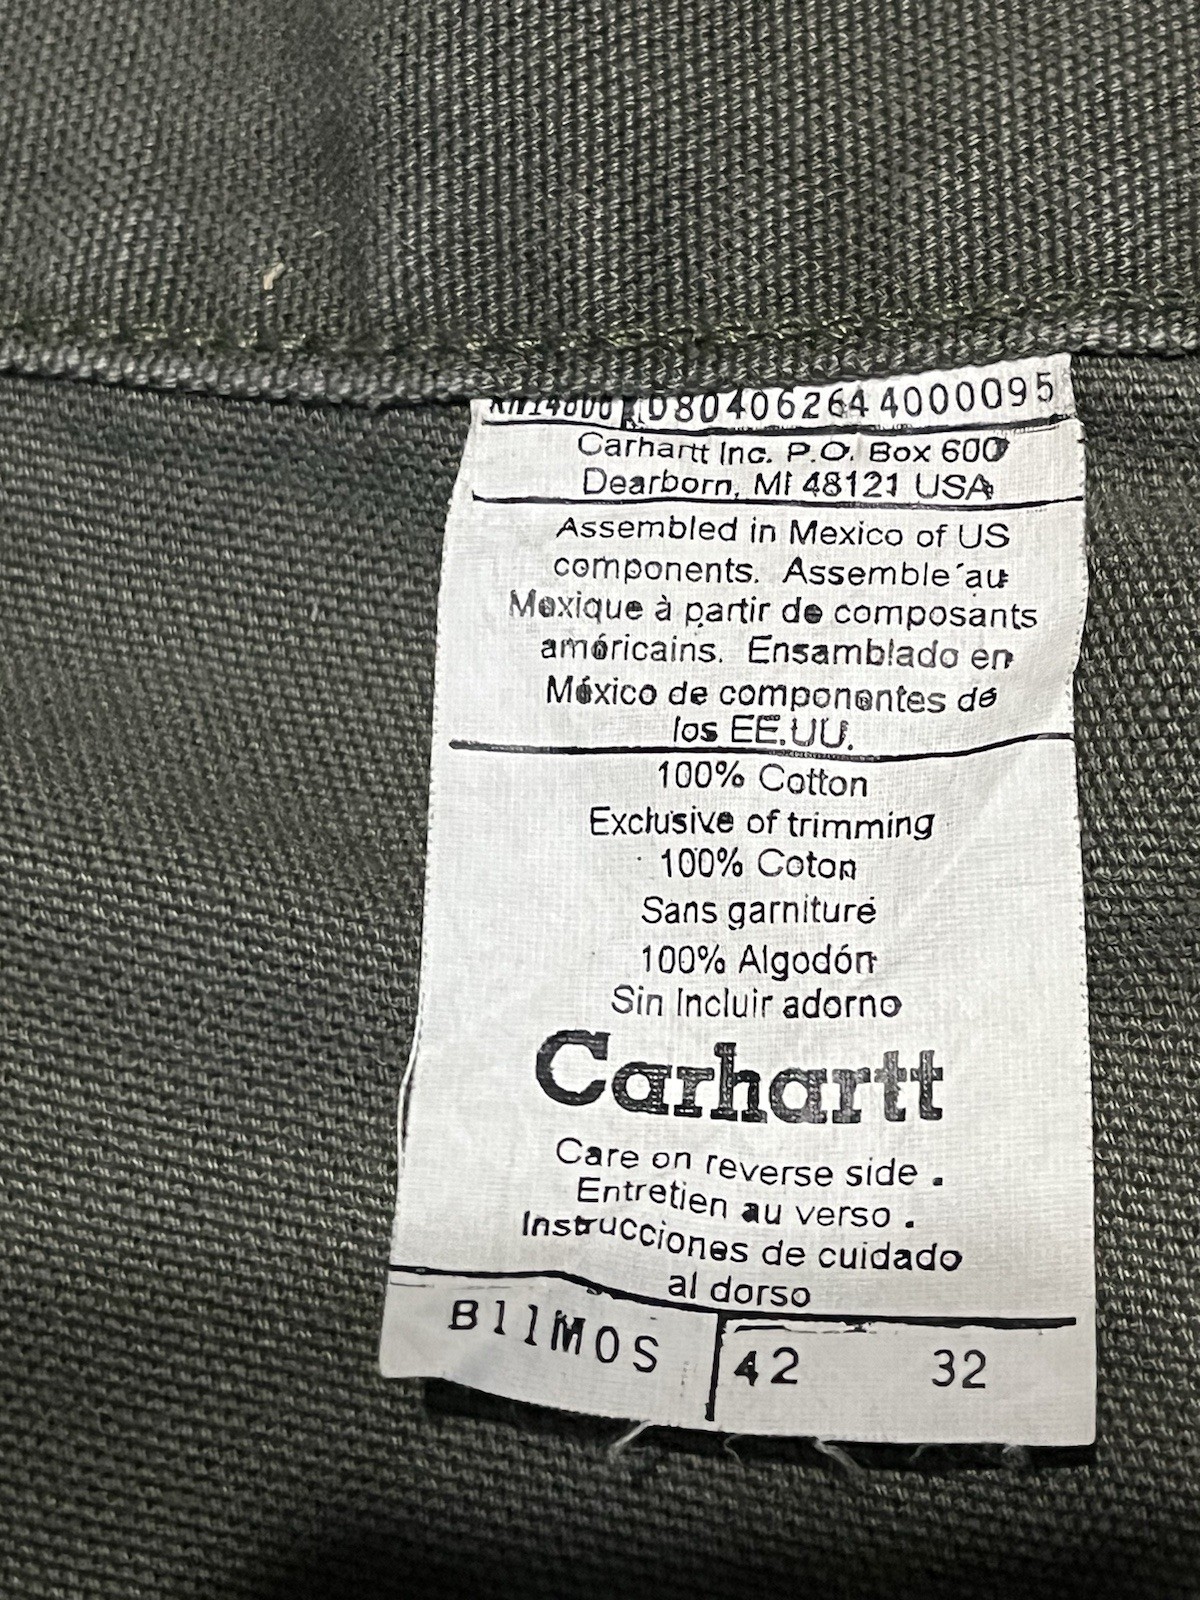 080406264 4000095
Carhartt Inc. P.O. Box 600
Dearborn, MI 48121 USA
Assembled in Mexico of US
components. Assemble´au
Mexique à partir de composants
américains. Ensamblado en
México de componentes de
los EE.UU.
100% Cotton
Exclusive of trimming
100% Coton
Sans garniture
100% Algodón
Sin Incluir adorno
Carhartt
Care on reverse side .
Entretien au verso .
Instrucciones de cuidado
al dorso
B11MOS 42 32